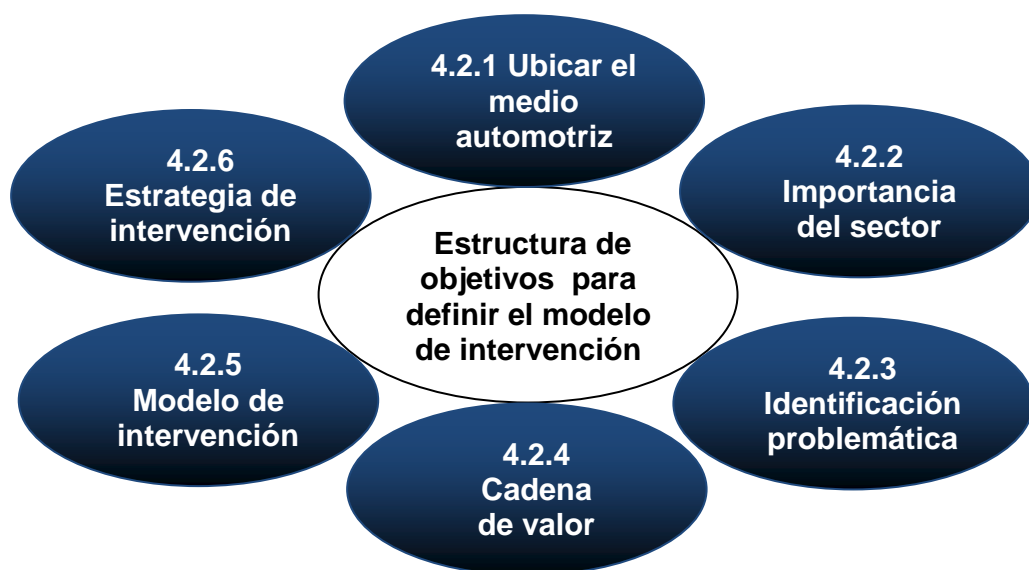 4.2.1 Ubicar el
medio
automotriz
4.2.2
Importancia
del sector
4.2.3
Identificación
problemática
4.2.4
Cadena
de valor
4.2.5
Modelo de
intervención
4.2.6
Estrategia de
intervención
Estructura de
objetivos para
definir el modelo
de intervención